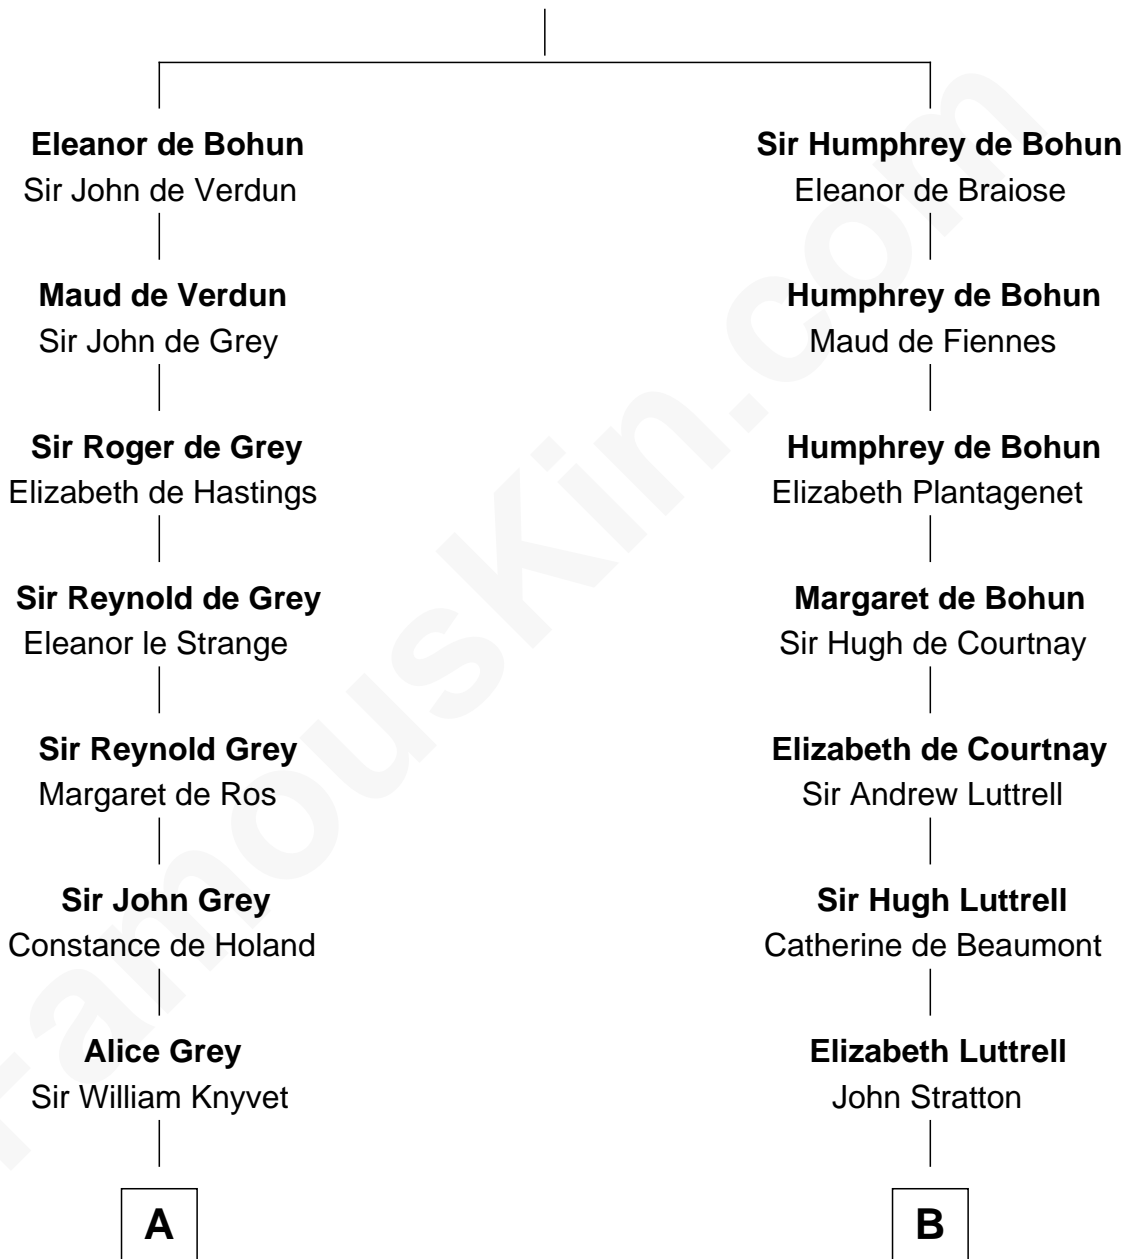 Eleanor de Bohun
Sir John de Verdun
Sir Humphrey de Bohun
Eleanor de Braiose
Maud de Verdun
Sir John de Grey
Humphrey de Bohun
Maud de Fiennes
Sir Roger de Grey
Elizabeth de Hastings
Humphrey de Bohun
Elizabeth Plantagenet
Sir Reynold de Grey
Eleanor le Strange
Margaret de Bohun
Sir Hugh de Courtnay
Sir Reynold Grey
Margaret de Ros
Elizabeth de Courtnay
Sir Andrew Luttrell
Sir John Grey
Constance de Holand
Sir Hugh Luttrell
Catherine de Beaumont
Alice Grey
Sir William Knyvet
Elizabeth Luttrell
John Stratton
A
B
FamousKin.com